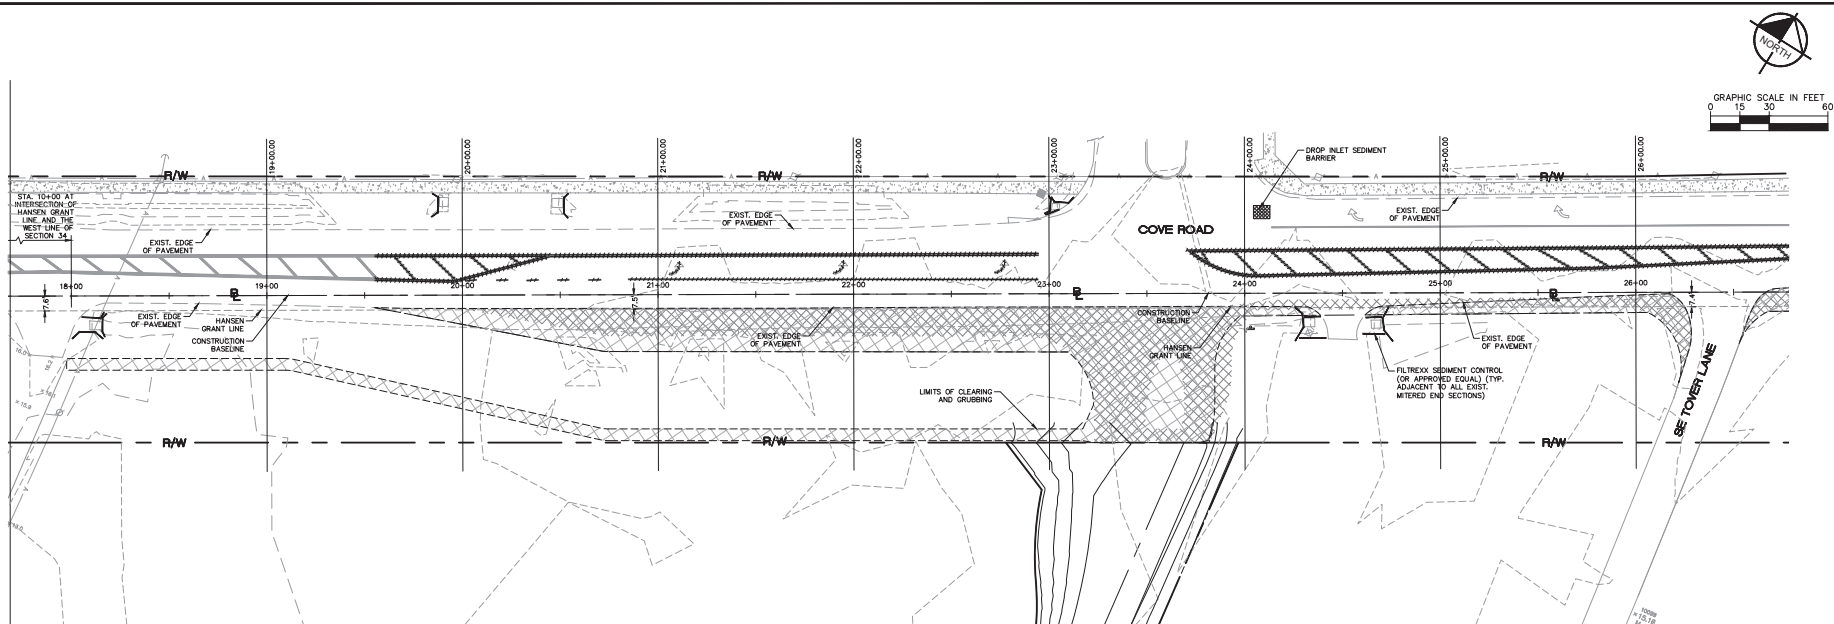 NORTH
GRAPHIC SCALE IN FEET
0 15 30 60
19+00.00
20+00.00
21+00.00
22+00.00
23+00.00
24+00.00
25+00.00
26+00.00
R/W
R/W
R/W
DROP INLET SEDIMENT
BARRIER
STA. 10+00 AT
INTERSECTION OF
HANSEN GRANT
LINE AND THE
WEST LINE OF
SECTION 34
EXIST. EDGE
OF PAVEMENT
EXIST. EDGE
OF PAVEMENT
EXIST. EDGE
OF PAVEMENT
COVE ROAD
18+00
19+00
20+00
21+00
22+00
23+00
24+00
25+00
26+00
7.6'
7.5'
7.4'
EXIST. EDGE
OF PAVEMENT
HANSEN
GRANT LINE
CONSTRUCTION
BASELINE
EXIST. EDGE
OF PAVEMENT
CONSTRUCTION
BASELINE
HANSEN
GRANT LINE
EXIST. EDGE
OF PAVEMENT
FILTREXX SEDIMENT CONTROL
(OR APPROVED EQUAL) (TYP.
ADJACENT TO ALL EXIST.
MITERED END SECTIONS)
LIMITS OF CLEARING
AND GRUBBING
SE TOVER LANE
R/W
R/W
R/W